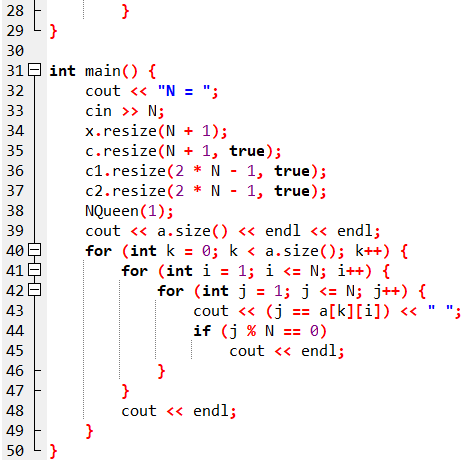 28 }
29 }
30
31 int main() {
32 cout << "N = ";
33 cin >> N;
34 x.resize(N + 1);
35 c.resize(N + 1, true);
36 c1.resize(2 * N - 1, true);
37 c2.resize(2 * N - 1, true);
38 NQueen(1);
39 cout << a.size() << endl << endl;
40 for (int k = 0; k < a.size(); k++) {
41 for (int i = 1; i <= N; i++) {
42 for (int j = 1; j <= N; j++) {
43 cout << (j == a[k][i]) << " ";
44 if (j % N == 0)
45 cout << endl;
46 }
47 }
48 cout << endl;
49 }
50 }